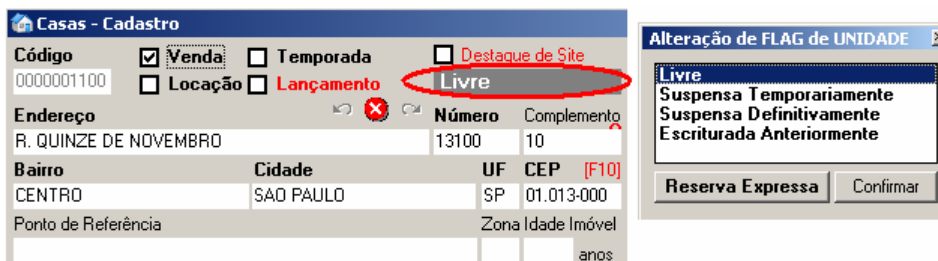 Casas - Cadastro
Código Venda Temporada Destaque de Site
0000001100 Locação Lançamento Livre
Endereço Número Complemento
R. QUINZE DE NOVEMBRO 13100 10
Bairro Cidade UF CEP [F10]
CENTRO SAO PAULO SP 01.013-000
Ponto de Referência Zona Idade Imóvel
anos
Alteração de FLAG de UNIDADE
Livre
Suspensa Temporariamente
Suspensa Definitivamente
Escriturada Anteriormente
Reserva Expressa Confirmar